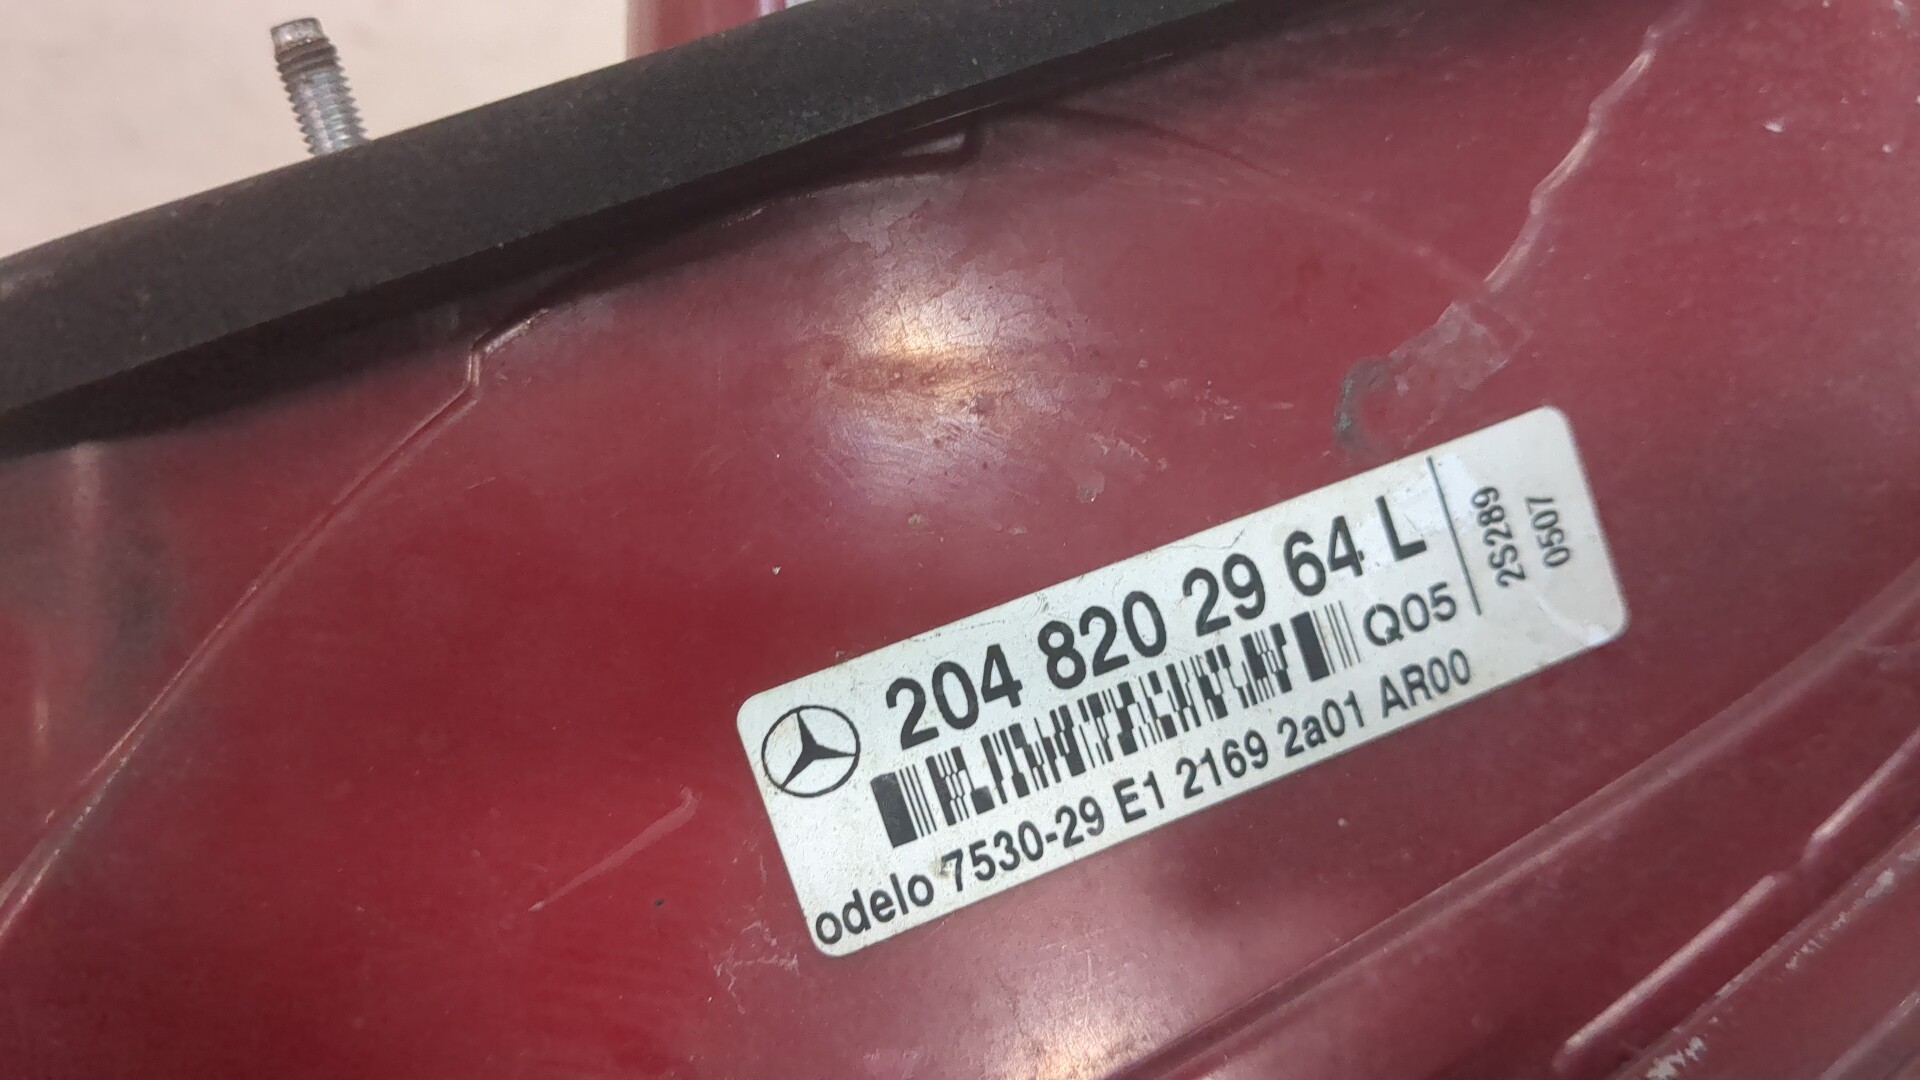 204 820 29 64 L
Q05
odelo 7530-29 E1 2169 2a01 AR00
2S289
0507